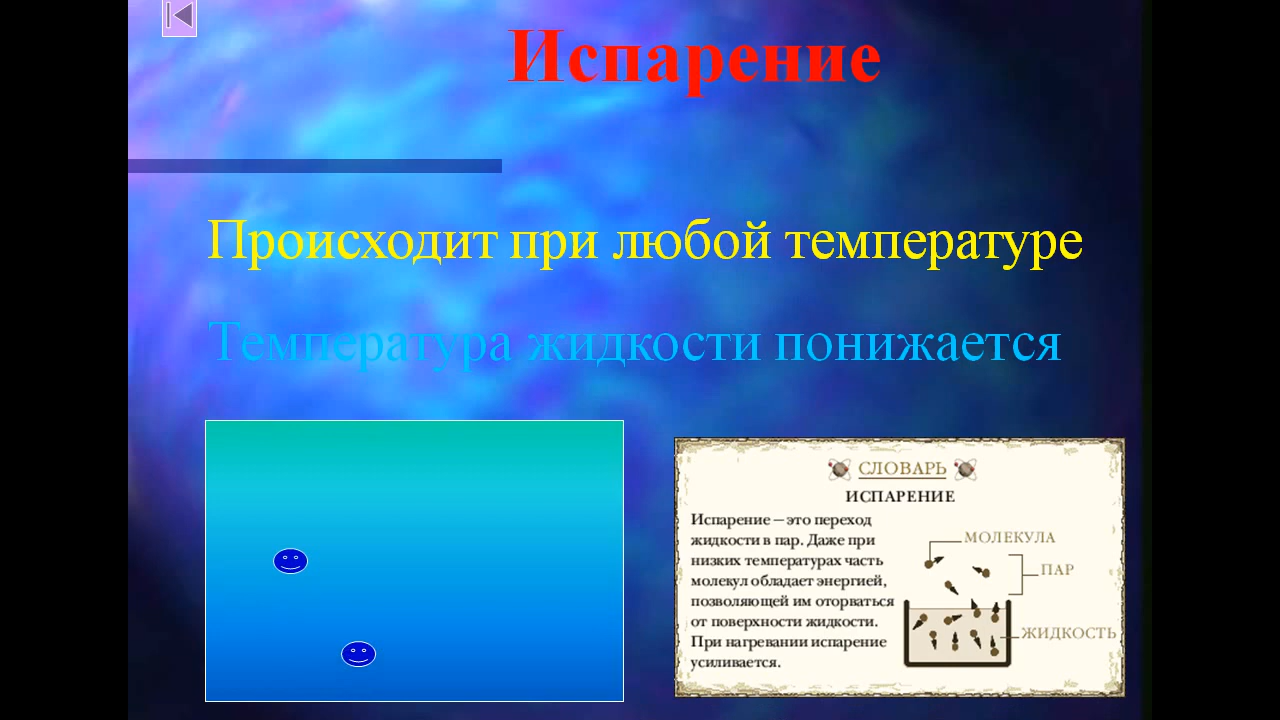 Испарение
Происходит при любой температуре
Температура жидкости понижается
СЛОВАРЬ
ИСПАРЕНИЕ
Испарение — это переход
жидкости в пар. Даже при
низких температурах часть
молекул обладает энергией,
позволяющей им оторваться
от поверхности жидкости.
При нагревании испарение
усиливается.
МОЛЕКУЛА
ПАР
ЖИДКОСТЬ